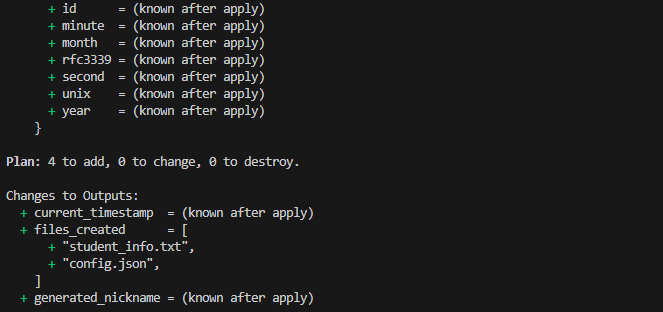 + id      = (known after apply)
+ minute  = (known after apply)
+ month   = (known after apply)
+ rfc3339 = (known after apply)
+ second  = (known after apply)
+ unix    = (known after apply)
+ year    = (known after apply)
}
Plan: 4 to add, 0 to change, 0 to destroy.
Changes to Outputs:
+ current_timestamp  = (known after apply)
+ files_created      = [
+ "student_info.txt",
+ "config.json",
]
+ generated_nickname = (known after apply)